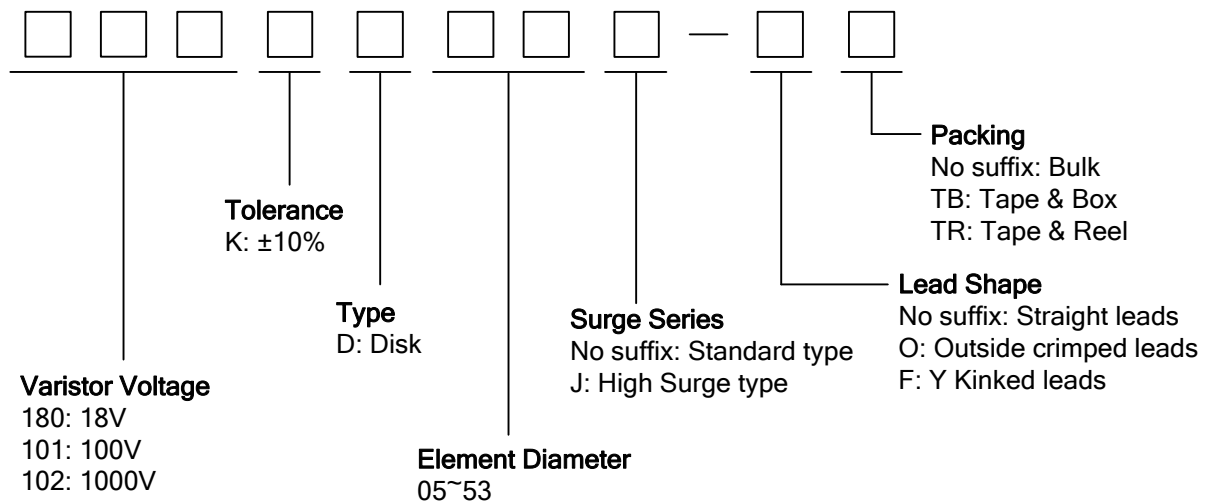 Packing
No suffix: Bulk
TB: Tape & Box
TR: Tape & Reel
Tolerance
K: ±10%
Lead Shape
No suffix: Straight leads
O: Outside crimped leads
F: Y Kinked leads
Type
D: Disk
Surge Series
No suffix: Standard type
J: High Surge type
Varistor Voltage
180: 18V
101: 100V
102: 1000V
Element Diameter
05~53